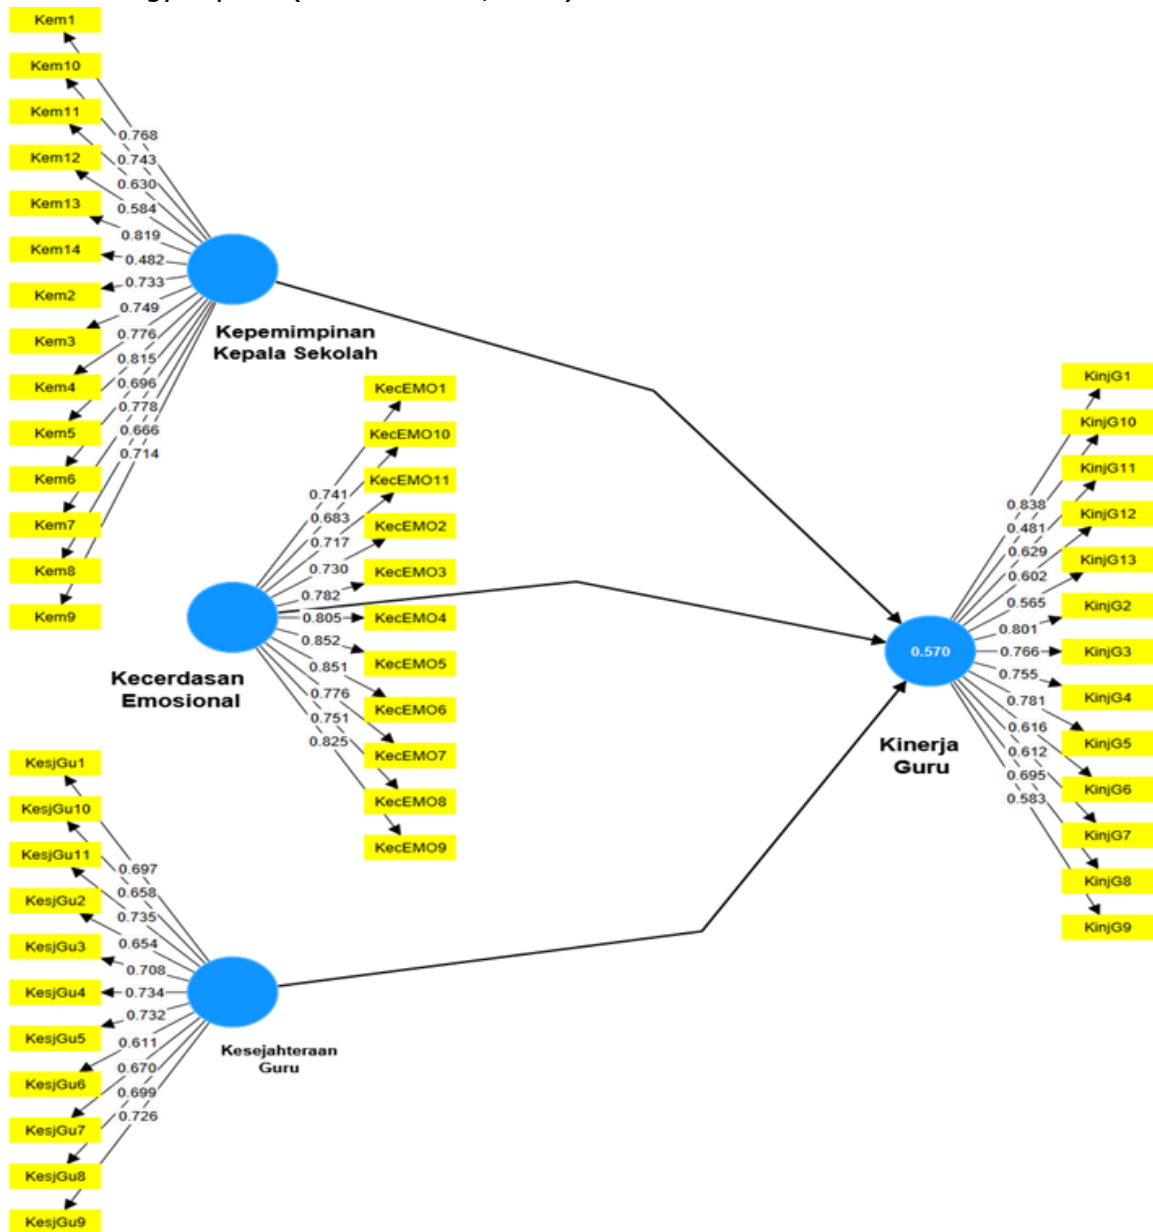 Kem1
Kem10
Kem11
Kem12
Kem13
Kem14
Kem2
Kem3
Kem4
Kem5
Kem6
Kem7
Kem8
Kem9
0.768
0.743
0.630
0.584
0.819
0.482
0.733
0.749
0.776
0.815
0.696
0.778
0.666
0.714
Kepemimpinan
Kepala Sekolah
KecEMO1
KecEMO10
KecEMO11
KecEMO2
KecEMO3
KecEMO4
KecEMO5
KecEMO6
KecEMO7
KecEMO8
KecEMO9
0.741
0.683
0.717
0.730
0.782
0.805
0.852
0.851
0.776
0.751
0.825
Kecerdasan
Emosional
KesjGu1
KesjGu10
KesjGu11
KesjGu2
KesjGu3
KesjGu4
KesjGu5
KesjGu6
KesjGu7
KesjGu8
KesjGu9
0.697
0.658
0.735
0.654
0.708
0.734
0.732
0.611
0.670
0.699
0.726
Kesejahteraan
Guru
KinjG1
KinjG10
KinjG11
KinjG12
KinjG13
KinjG2
KinjG3
KinjG4
KinjG5
KinjG6
KinjG7
KinjG8
KinjG9
0.838
0.481
0.629
0.602
0.565
0.801
0.766
0.755
0.781
0.616
0.612
0.695
0.583
0.570
Kinerja
Guru